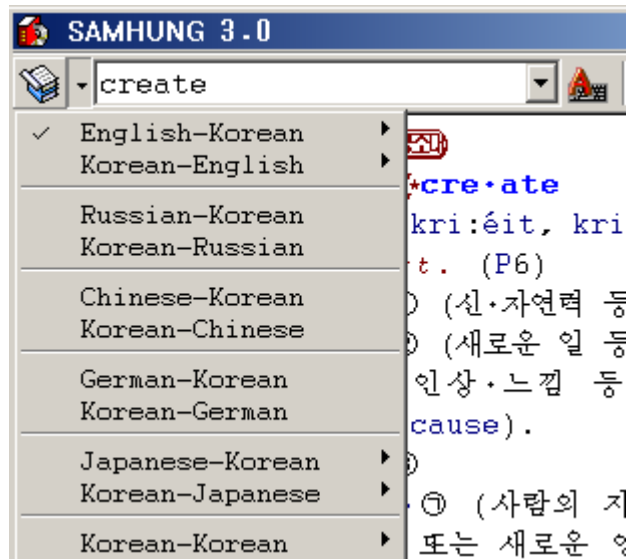 SAMHUNG 3.0
create
English-Korean
Korean-English
Russian-Korean
Korean-Russian
Chinese-Korean
Korean-Chinese
German-Korean
Korean-German
Japanese-Korean
Korean-Japanese
Korean-Korean
*cre·ate
kri:éit, kri
t. (P6)
(신·자연력 등
(새로운 일 등
인상·느낌 등
cause).
㉠ (사람의 지
또는 새로운